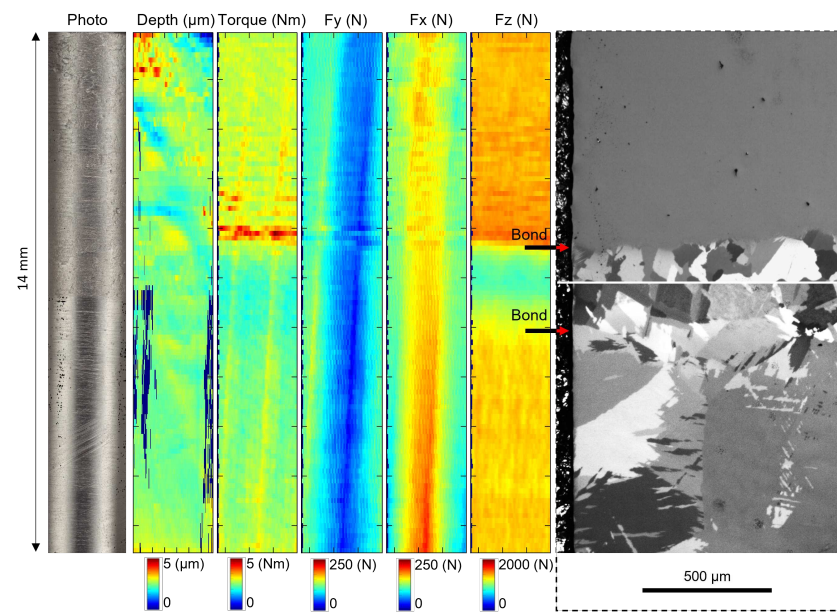 Photo Depth (µm) Torque (Nm) Fy (N) Fx (N) Fz (N)
14 mm
Bond
Bond
5 (µm) 5 (Nm) 250 (N) 250 (N) 2000 (N)
0 0 0 0 0
500 µm